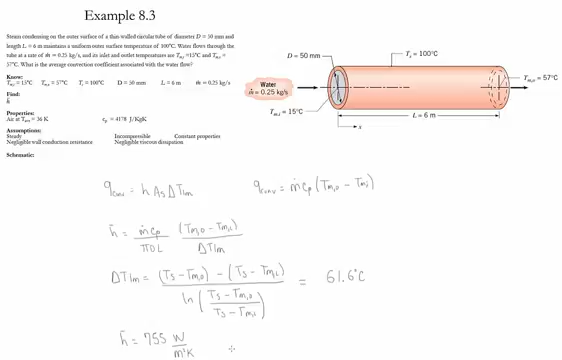 Example 8.3
Steam condensing on the outer surface of a thin-walled circular tube of diameter D = 50 mm and
length L = 6 m maintains a uniform outer surface temperature of 100°C. Water flows through the
tube at a rate of ṁ = 0.25 kg/s, and its inlet and outlet temperatures are Tm,i =15°C and Tm,o =
57°C. What is the average convection coefficient associated with the water flow?
Know:
Tm,i = 15°C Tm,o = 57°C Ts = 100°C D = 50 mm L = 6 m ṁ = 0.25 kg/s
Find:
h̄
Properties:
Air at Tavg = 36 K cp = 4178 J/KgK
Assumptions:
Steady Incompressible Constant properties
Negligible wall conduction resistance Negligible viscous dissipation
Schematic:
D = 50 mm
Ts = 100°C
Tm,o = 57°C
Water
ṁ = 0.25 kg/s
Tm,i = 15°C
L = 6 m
x
qconv = h As ΔTlm qconv = ṁ cp (Tm,o − Tm,i)
h̄ = ṁ cp / πDL (Tm,o − Tm,i) / ΔTlm
ΔTlm = (Ts − Tm,o) − (Ts − Tm,i) / ln (Ts − Tm,o / Ts − Tm,i) = 61.6°C
h̄ = 755 W/m²K